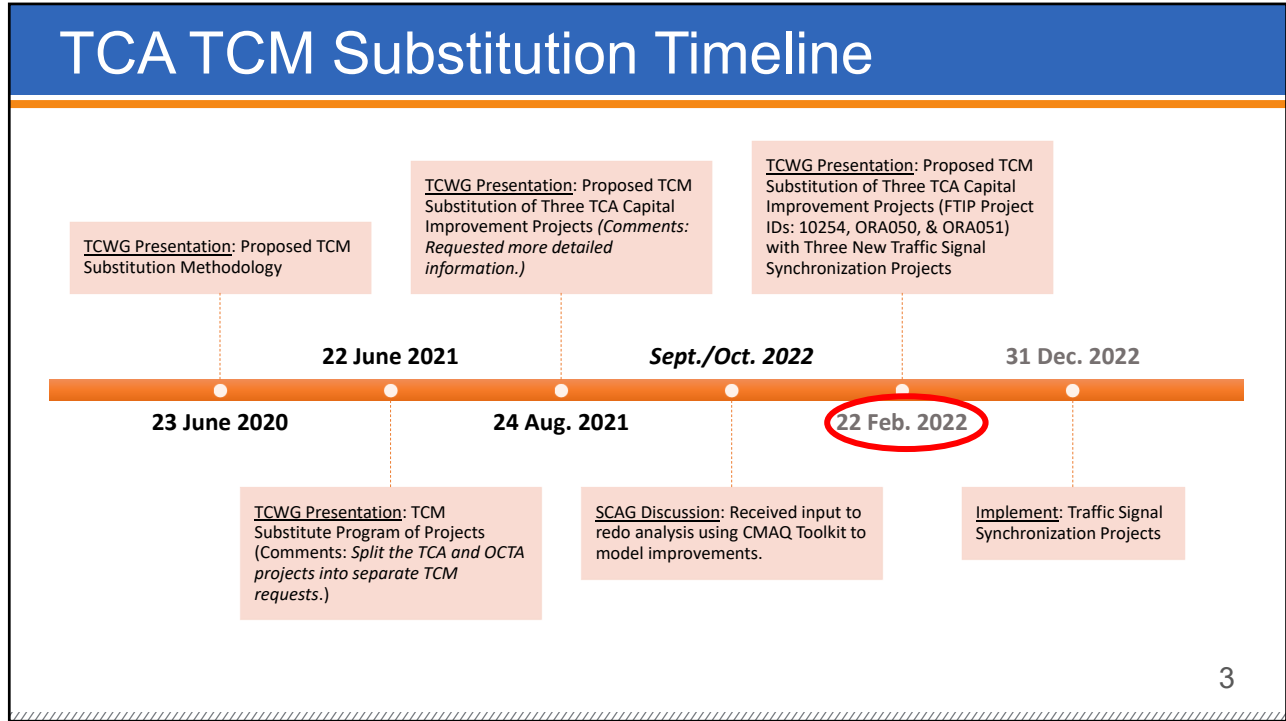 TCA TCM Substitution Timeline
TCWG Presentation: Proposed TCM
Substitution Methodology
TCWG Presentation: Proposed TCM
Substitution of Three TCA Capital
Improvement Projects (Comments:
Requested more detailed
information.)
TCWG Presentation: Proposed TCM
Substitution of Three TCA Capital
Improvement Projects (FTIP Project
IDs: 10254, ORA050, & ORA051)
with Three New Traffic Signal
Synchronization Projects
22 June 2021
Sept./Oct. 2022
31 Dec. 2022
23 June 2020
24 Aug. 2021
22 Feb. 2022
TCWG Presentation: TCM
Substitute Program of Projects
(Comments: Split the TCA and OCTA
projects into separate TCM
requests.)
SCAG Discussion: Received input to
redo analysis using CMAQ Toolkit to
model improvements.
Implement: Traffic Signal
Synchronization Projects
3